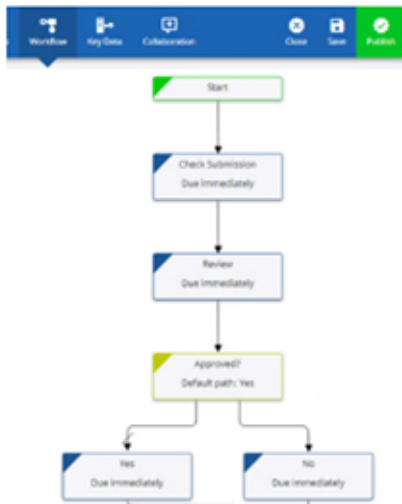 Workflow
Key Data
Collaboration
Close
Save
Publish
Start
Check Submission
Due immediately
Review
Due immediately
Approved?
Default path: Yes
Yes
Due immediately
No
Due immediately